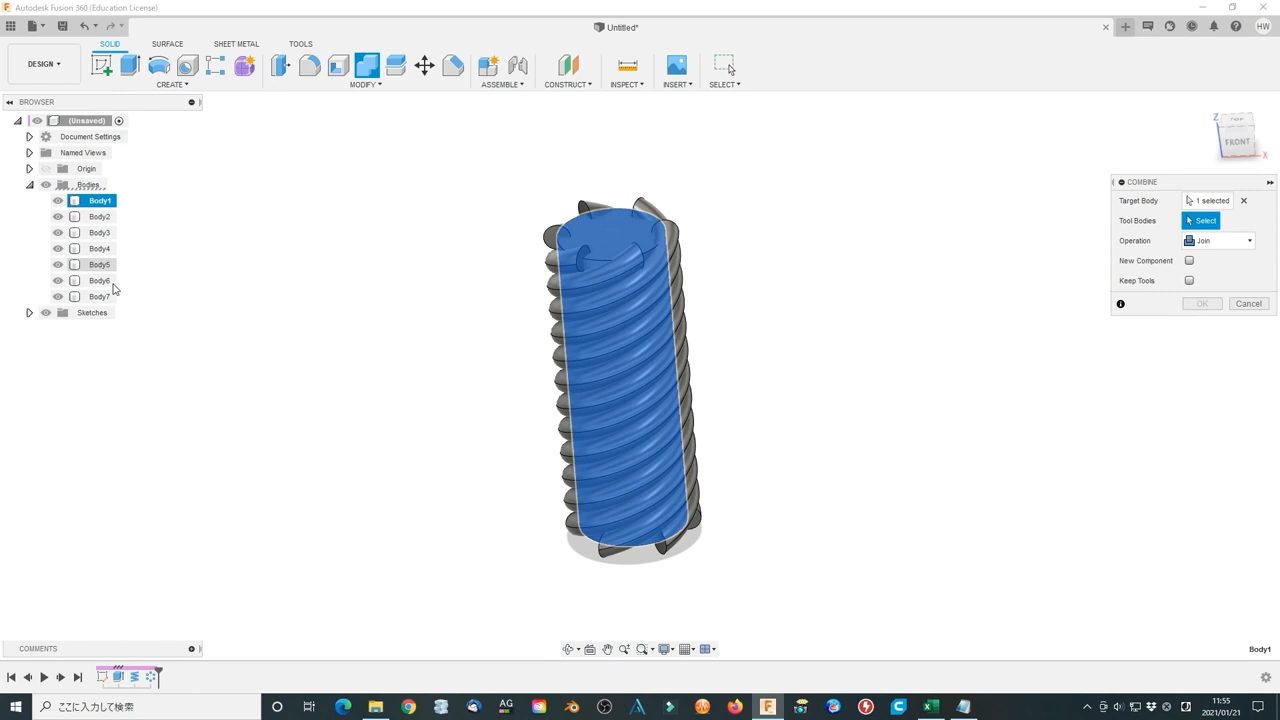 Autodesk Fusion 360 (Education License)
Untitled*
HW
DESIGN
SOLID
SURFACE
SHEET METAL
TOOLS
CREATE
MODIFY
ASSEMBLE
CONSTRUCT
INSPECT
INSERT
SELECT
BROWSER
(Unsaved)
Document Settings
Named Views
Origin
Bodies
Body1
Body2
Body3
Body4
Body5
Body6
Body7
Sketches
Z
FRONT
X
COMBINE
Target Body 1 selected
Tool Bodies Select
Operation Join
New Component
Keep Tools
OK Cancel
COMMENTS
Body1
ここに入力して検索
AG
11:55
2021/01/21